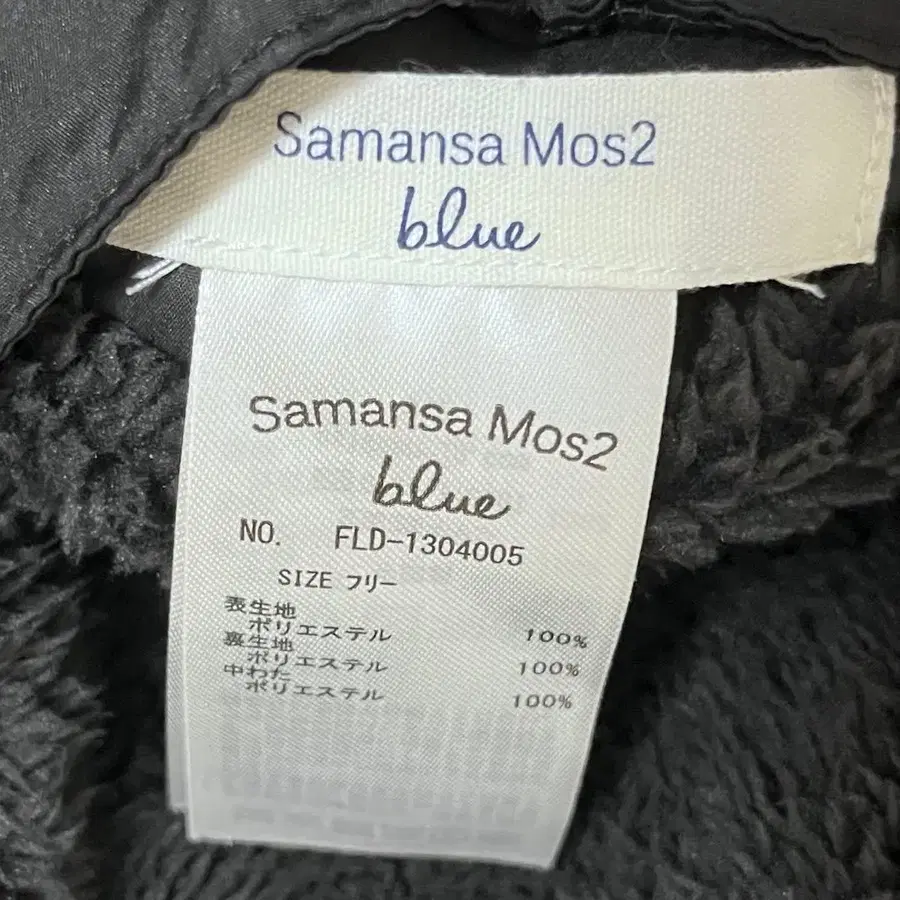 Samansa Mos2
blue
Samansa Mos2
blue
NO. FLD-1304005
SIZE フリー
表生地
ポリエステル 100%
裏生地
ポリエステル 100%
中わた
ポリエステル 100%